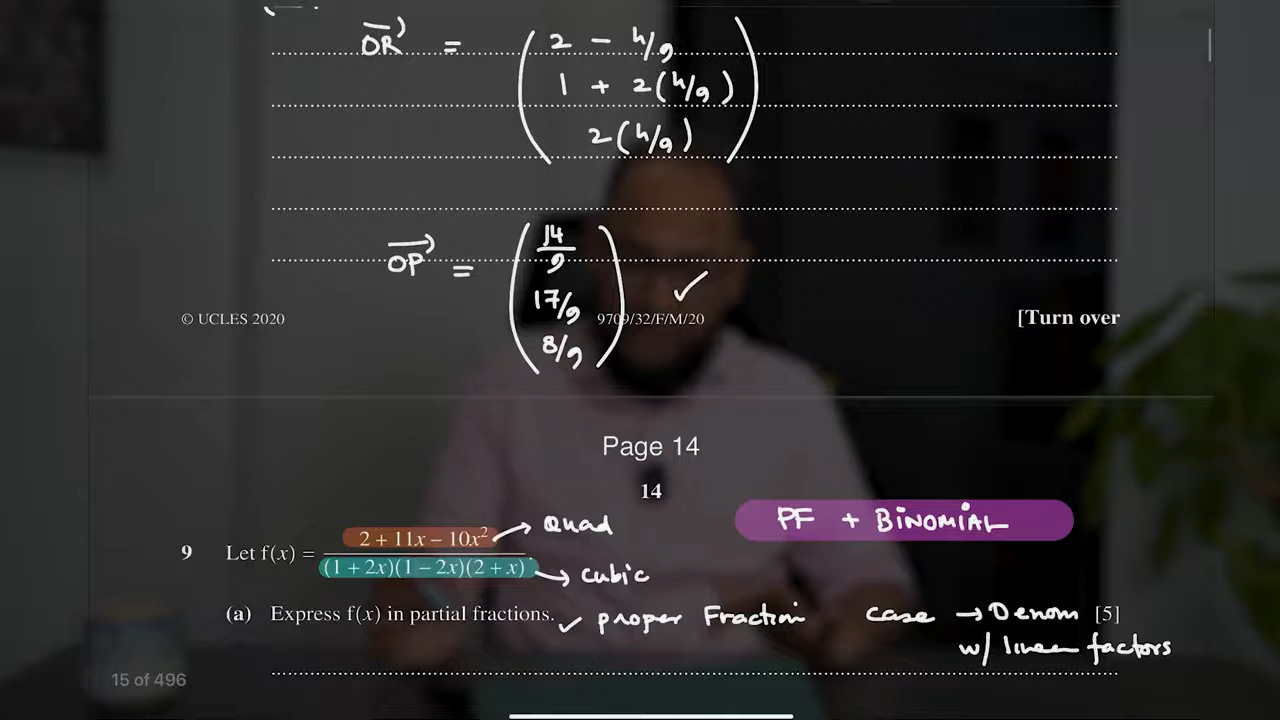 OR = ( 2 - 4/9
1 + 2(4/9)
2(4/9) )
OP = ( 14/9
17/9
8/9 ) ✓
© UCLES 2020 9709/32/F/M/20 [Turn over
Page 14
14
PF + BINOMIAL
9 Let f(x) = (2 + 11x − 10x²) / ((1 + 2x)(1 − 2x)(2 + x)).
→ Quad
→ cubic
(a) Express f(x) in partial fractions. ✓ proper Fraction case → Denom [5]
w/ linear factors
15 of 496